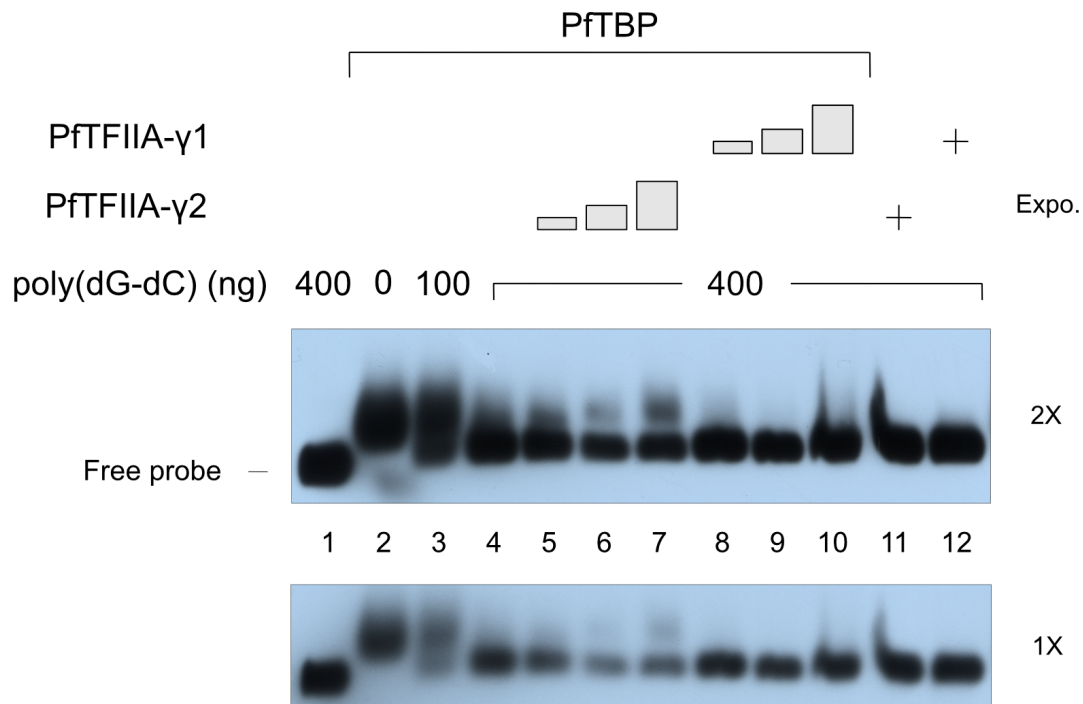 PfTBP
PfTFIIA-γ1 +
PfTFIIA-γ2 +
Expo.
poly(dG-dC) (ng) 400 0 100 400
2X
Free probe
1 2 3 4 5 6 7 8 9 10 11 12
1X